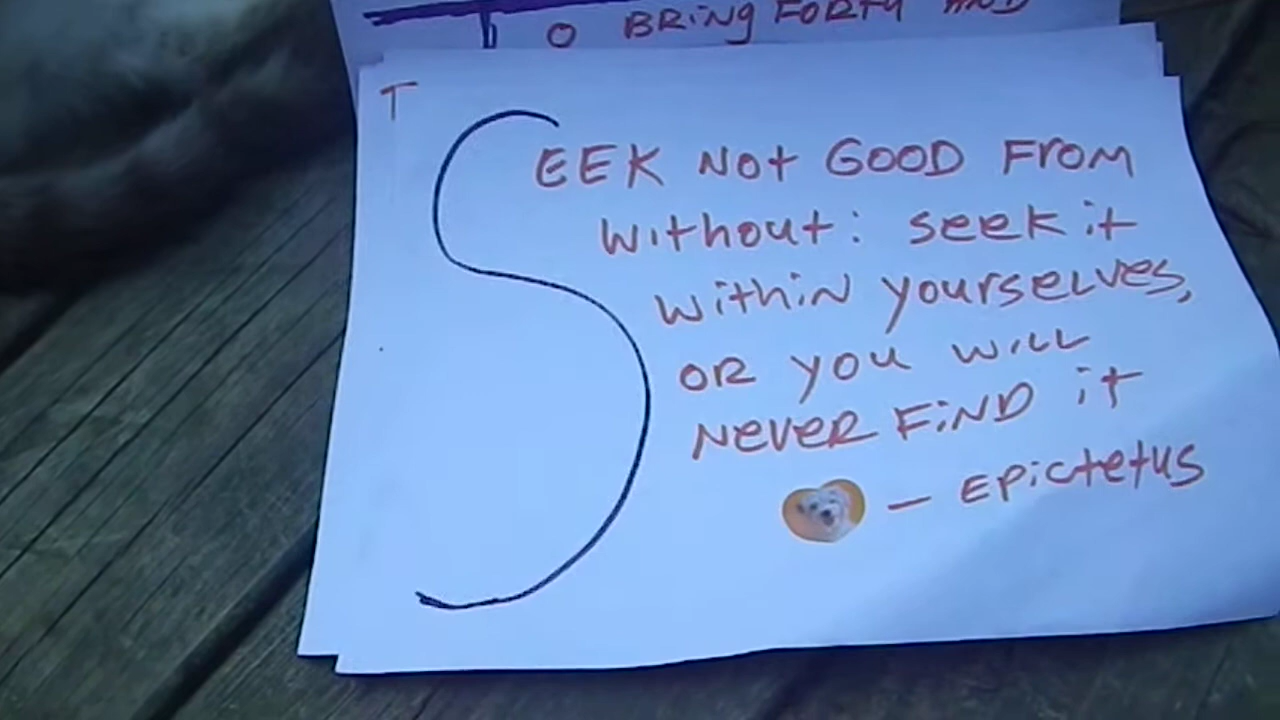 TO BRING FORTH AND
T
SEEK NOT GOOD FROM
WITHOUT: SEEK it
WITHIN yourselves,
OR you WILL
NEVER FIND it
— EPICTETUS